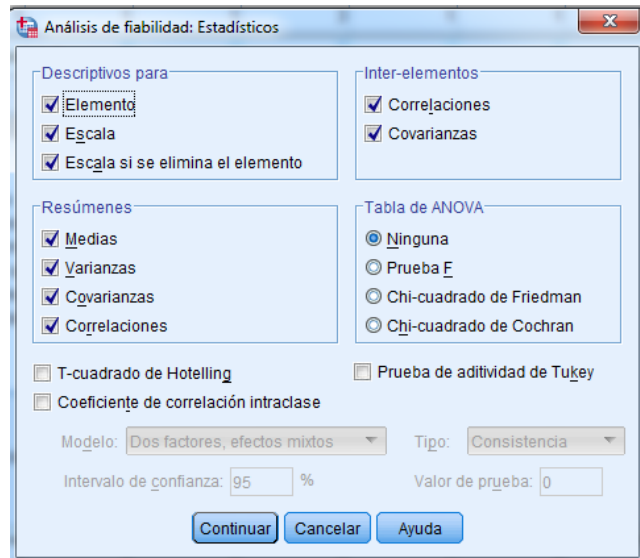 Análisis de fiabilidad: Estadísticos
Descriptivos para
Elemento
Escala
Escala si se elimina el elemento
Inter-elementos
Correlaciones
Covarianzas
Resúmenes
Medias
Varianzas
Covarianzas
Correlaciones
Tabla de ANOVA
Ninguna
Prueba F
Chi-cuadrado de Friedman
Chi-cuadrado de Cochran
T-cuadrado de Hotelling
Prueba de aditividad de Tukey
Coeficiente de correlación intraclase
Modelo: Dos factores, efectos mixtos
Tipo: Consistencia
Intervalo de confianza: 95 %
Valor de prueba: 0
Continuar Cancelar Ayuda